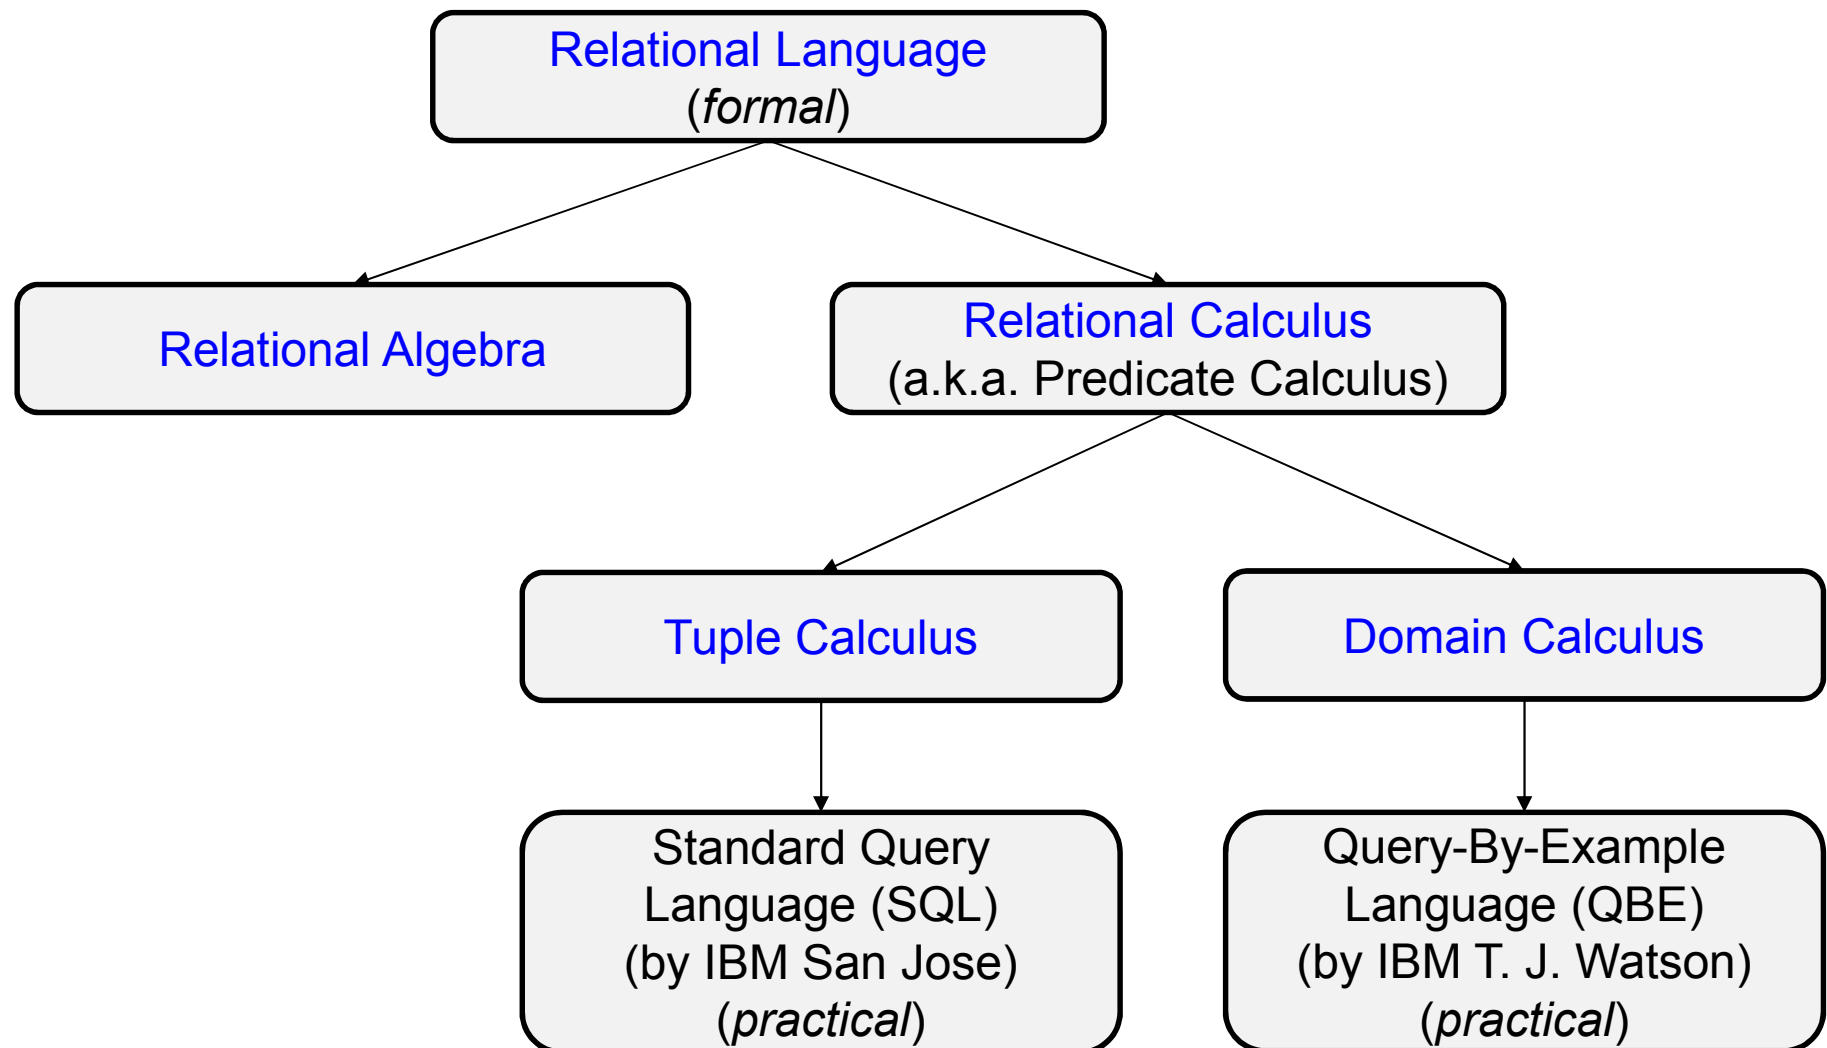 Relational Language
(formal)
Relational Algebra
Relational Calculus
(a.k.a. Predicate Calculus)
Tuple Calculus
Domain Calculus
Standard Query
Language (SQL)
(by IBM San Jose)
(practical)
Query-By-Example
Language (QBE)
(by IBM T. J. Watson)
(practical)